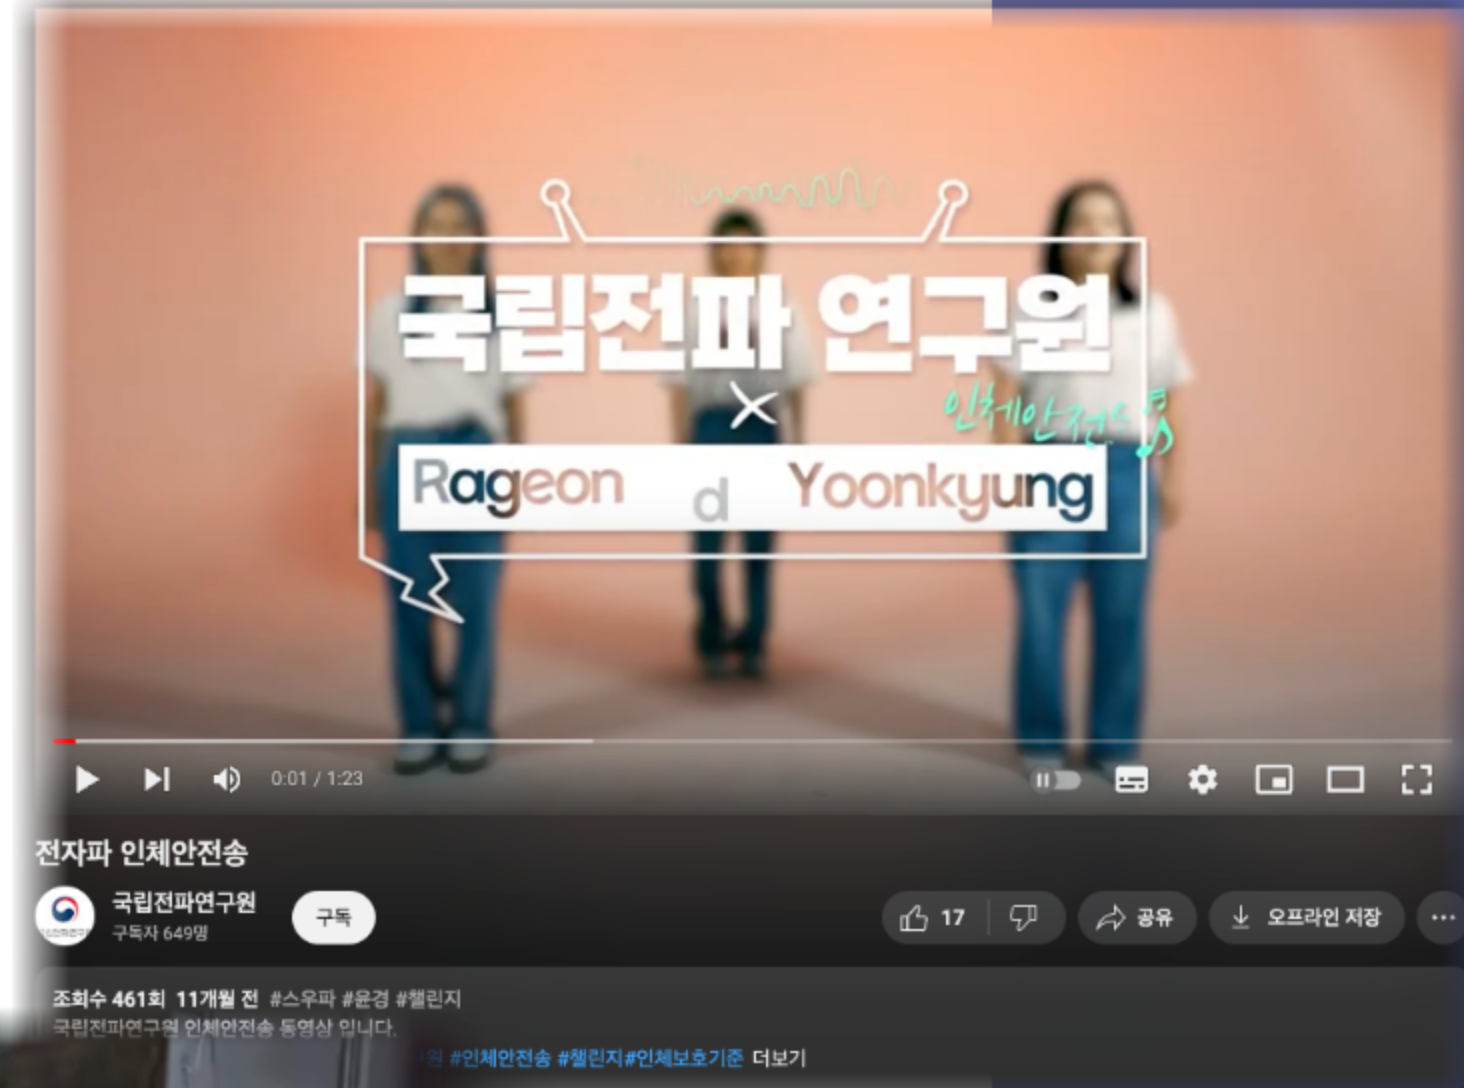 국립전파 연구원
인체안전송
Rageon d Yoonkyung
0:01 / 1:23
전자파 인체안전송
국립전파연구원
구독자 649명
구독
17
공유
오프라인 저장
조회수 461회 11개월 전 #스우파 #윤경 #챌린지
국립전파연구원 인체안전송 동영상 입니다.
원 #인체안전송 #챌린지#인체보호기준 더보기